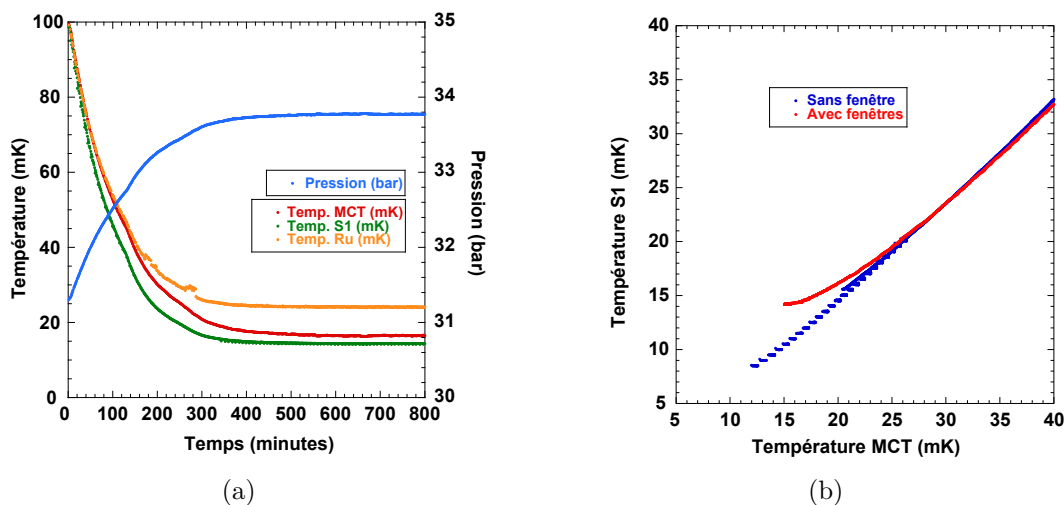 100
80
60
40
20
0
Température (mK)
35
34
33
32
31
30
Pression (bar)
Pression (bar)
Temp. MCT (mK)
Temp. S1 (mK)
Temp. Ru (mK)
0 100 200 300 400 500 600 700 800
Temps (minutes)
(a)
40
35
30
25
20
15
10
5
Température S1 (mK)
Sans fenêtre
Avec fenêtres
5 10 15 20 25 30 35 40
Température MCT (mK)
(b)